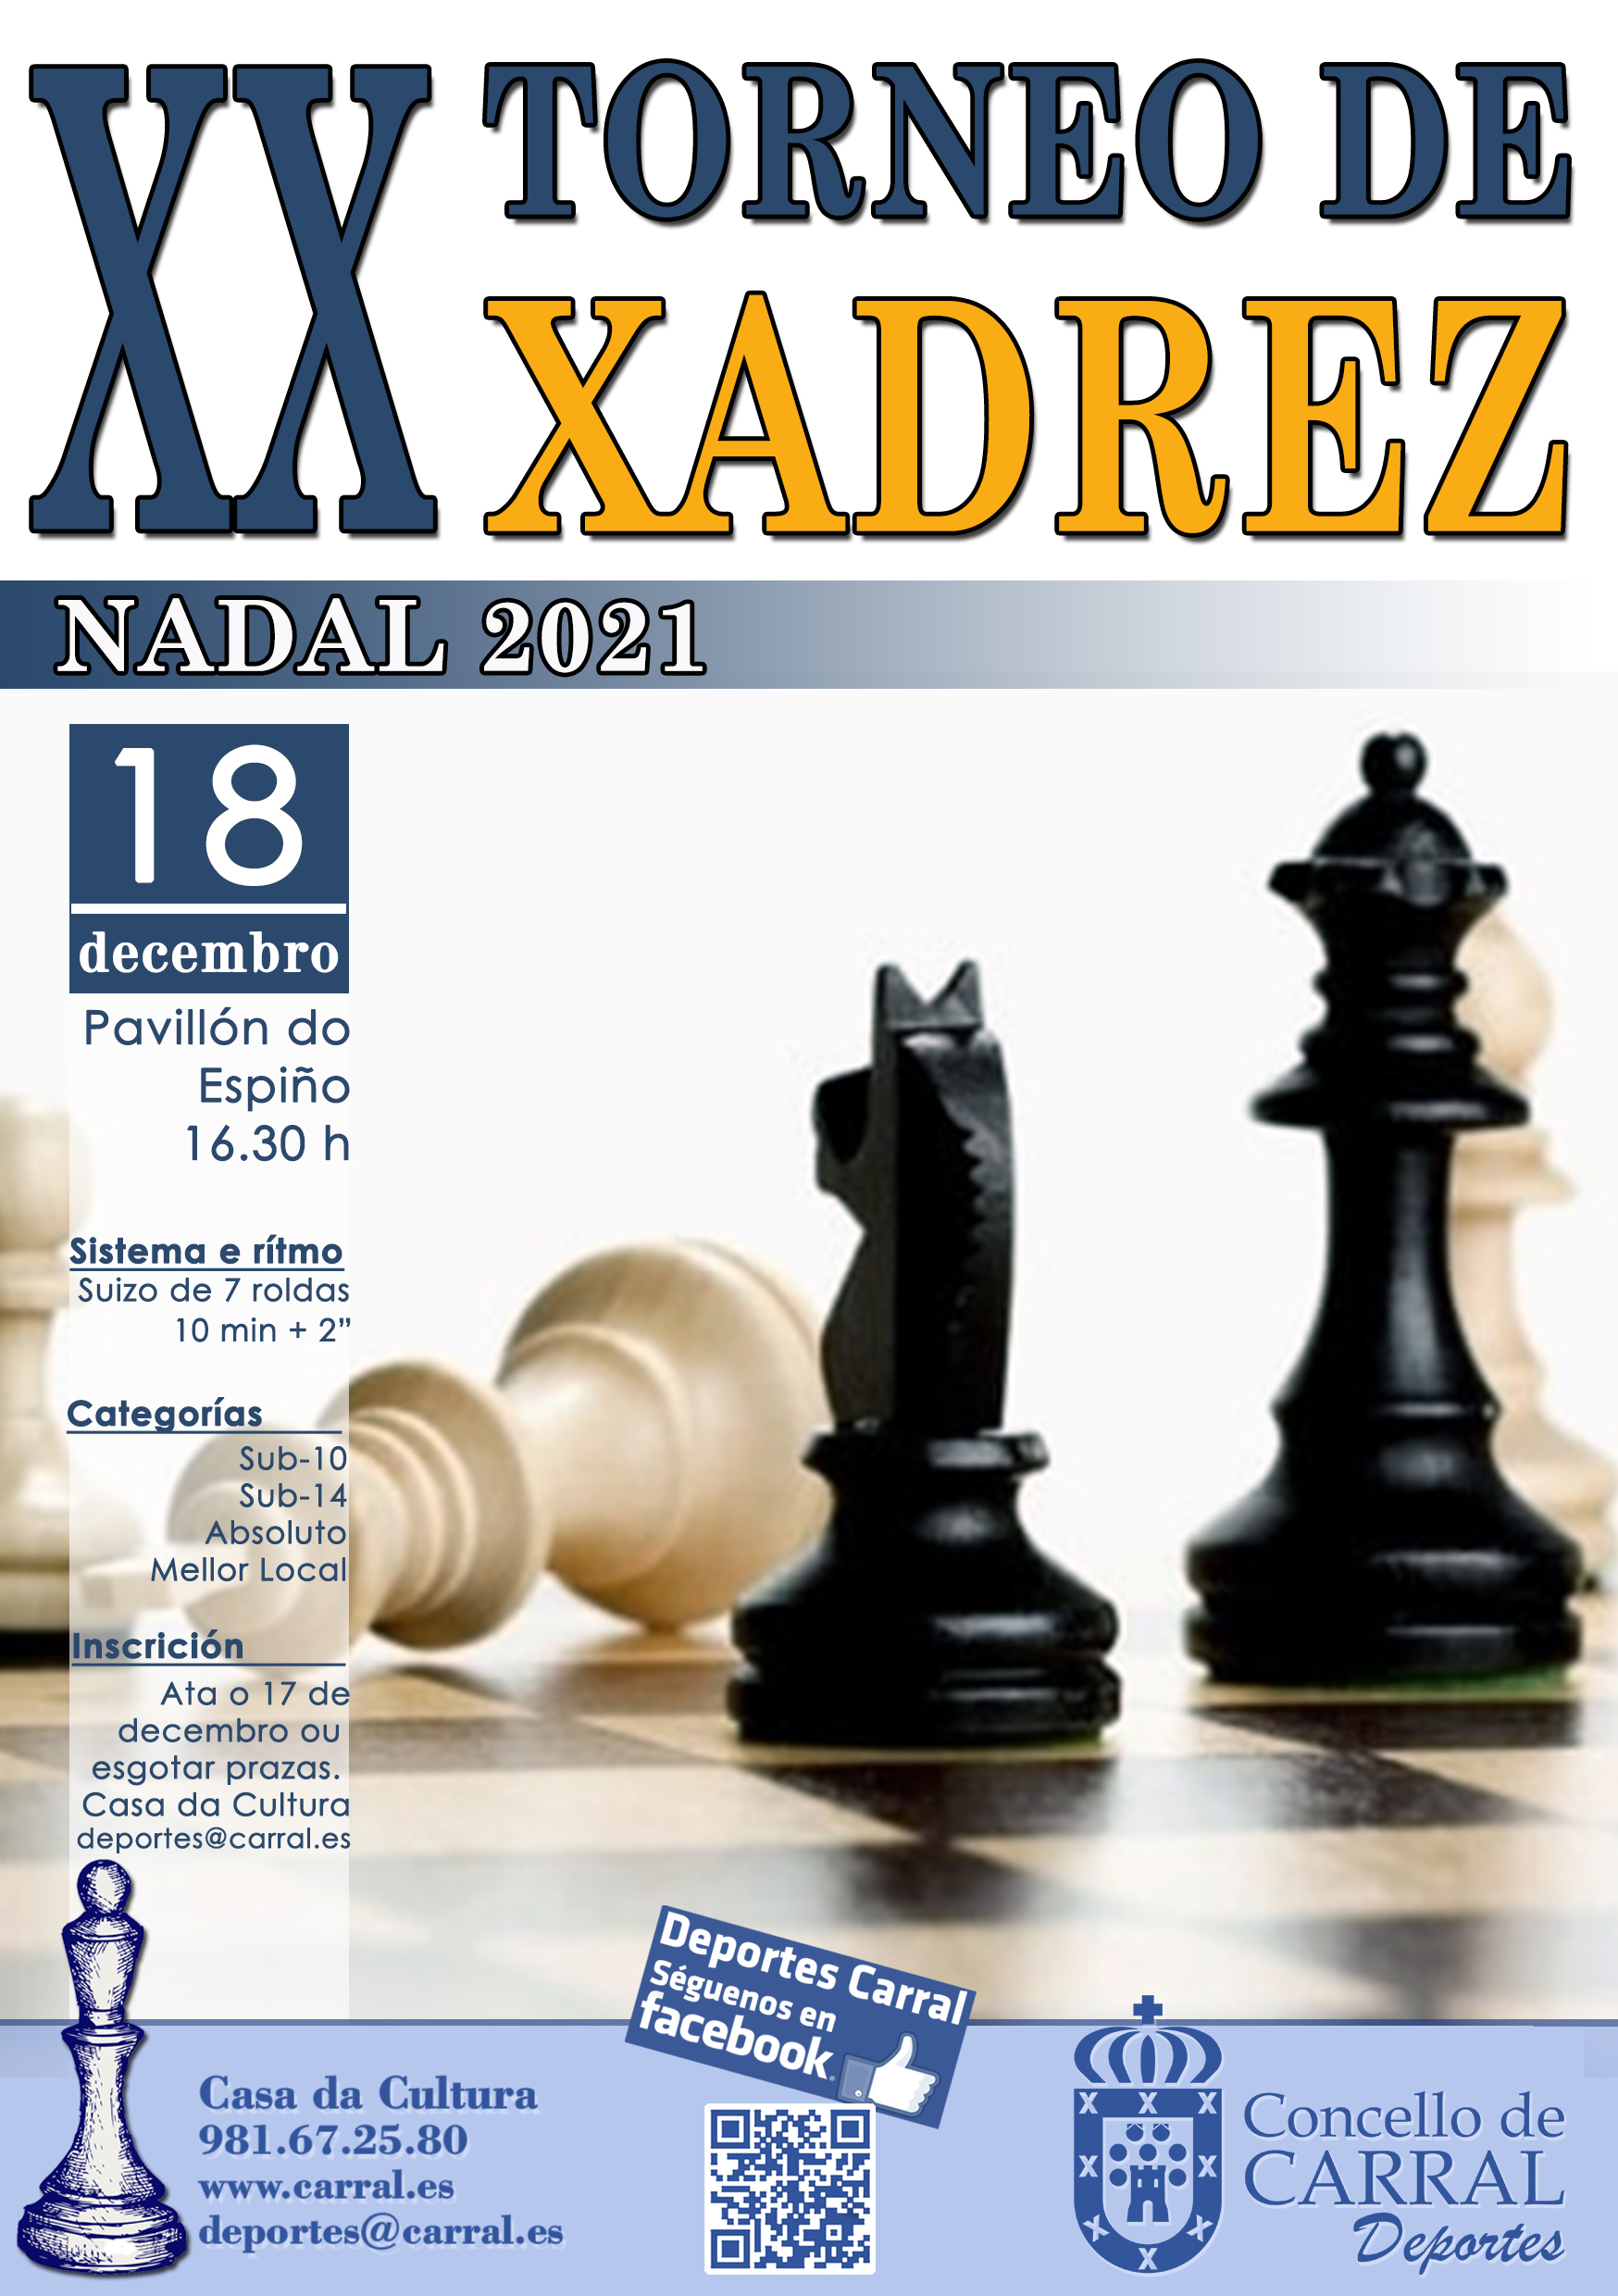 XX TORNEO DE
XADREZ
NADAL 2021
18
decembro
Pavillón do
Espiño
16.30 h
Sistema e rítmo
Suizo de 7 roldas
10 min + 2”
Categorías
Sub-10
Sub-14
Absoluto
Mellor Local
Inscrición
Ata o 17 de
decembro ou
esgotar prazas.
Casa da Cultura
deportes@carral.es
Deportes Carral
Séguenos en
facebook.
Casa da Cultura
981.67.25.80
www.carral.es
deportes@carral.es
Concello de
CARRAL
Deportes